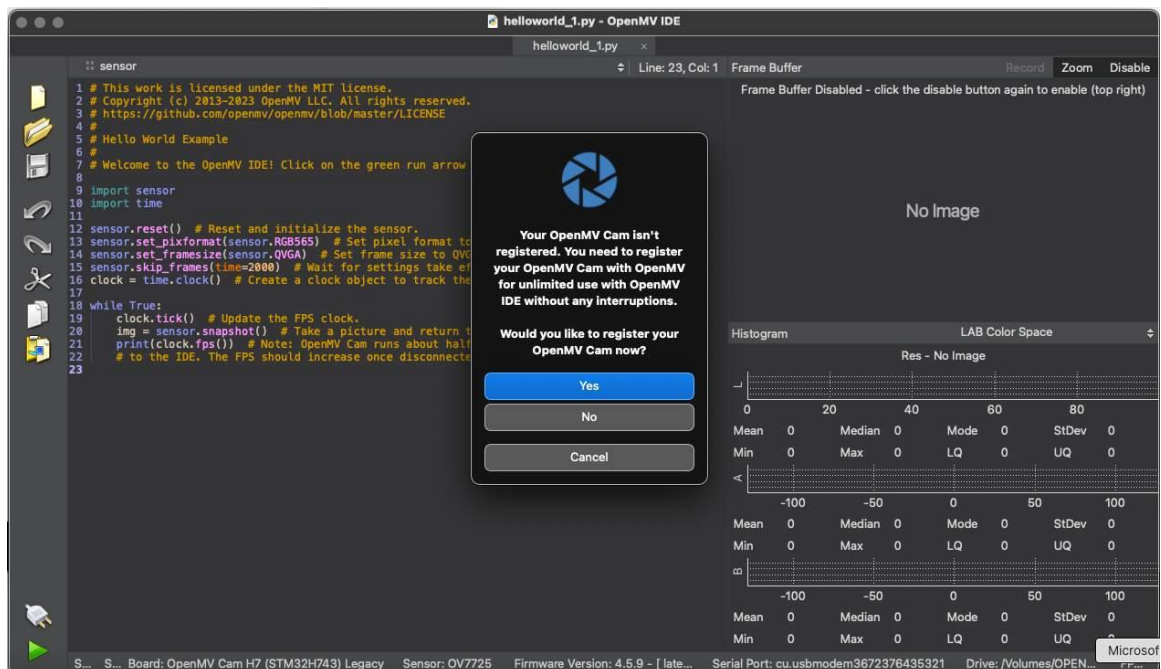 helloworld_1.py - OpenMV IDE
helloworld_1.py ×
sensor Line: 23, Col: 1 Frame Buffer Record Zoom Disable
1 # This work is licensed under the MIT license.
2 # Copyright (c) 2013-2023 OpenMV LLC. All rights reserved.
3 # https://github.com/openmv/openmv/blob/master/LICENSE
4 #
5 # Hello World Example
6 #
7 # Welcome to the OpenMV IDE! Click on the green run arrow
8
9 import sensor
10 import time
11
12 sensor.reset()  # Reset and initialize the sensor.
13 sensor.set_pixformat(sensor.RGB565)  # Set pixel format to
14 sensor.set_framesize(sensor.QVGA)  # Set frame size to QVG
15 sensor.skip_frames(time=2000)  # Wait for settings take ef
16 clock = time.clock()  # Create a clock object to track the
17
18 while True:
19     clock.tick()  # Update the FPS clock.
20     img = sensor.snapshot()  # Take a picture and return t
21     print(clock.fps())  # Note: OpenMV Cam runs about half
22     # to the IDE. The FPS should increase once disconnecte
23
Your OpenMV Cam isn't
registered. You need to register
your OpenMV Cam with OpenMV
for unlimited use with OpenMV
IDE without any interruptions.
Would you like to register your
OpenMV Cam now?
Yes
No
Cancel
Frame Buffer Disabled - click the disable button again to enable (top right)
No Image
Histogram LAB Color Space
Res - No Image
L
0 20 40 60 80
Mean 0 Median 0 Mode 0 StDev 0
Min 0 Max 0 LQ 0 UQ 0
A
-100 -50 0 50 100
Mean 0 Median 0 Mode 0 StDev 0
Min 0 Max 0 LQ 0 UQ 0
B
-100 -50 0 50 100
Mean 0 Median 0 Mode 0 StDev 0
Min 0 Max 0 LQ 0 UQ 0
Microsof
S... S... Board: OpenMV Cam H7 (STM32H743) Legacy Sensor: OV7725 Firmware Version: 4.5.9 - [ late... Serial Port: cu.usbmodem3672376435321 Drive: /Volumes/OPEN...